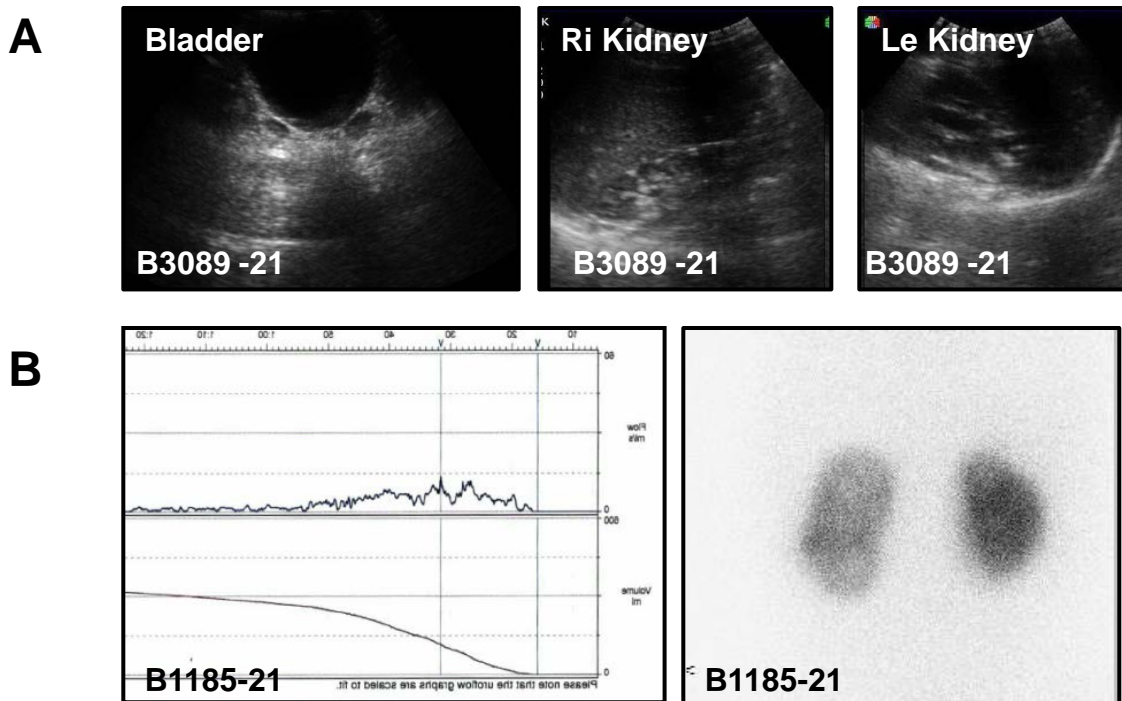 A
Bladder
Ri Kidney
Le Kidney
B3089 -21
B3089 -21
B3089 -21
B
1:20 1:10 1:00 50 40 30 20 10
V V
60
Flow
ml/s
0
600
Volume
ml
0
Please note that the uroflow graphs are scaled to fit.
B1185-21
B1185-21